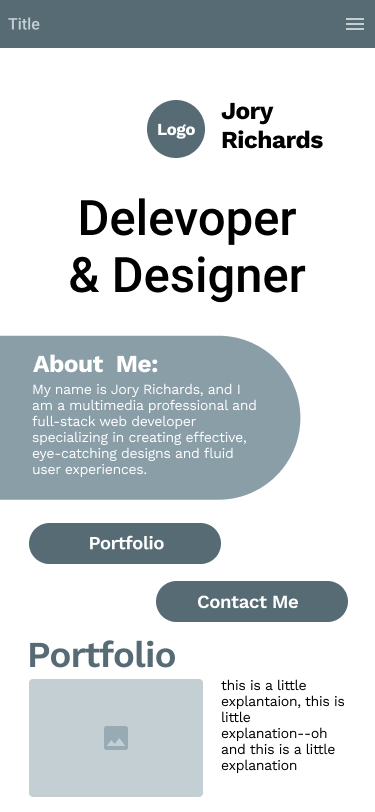 Title
Logo
Jory
Richards
Delevoper
& Designer
About Me:
My name is Jory Richards, and I
am a multimedia professional and
full-stack web developer
specializing in creating effective,
eye-catching designs and fluid
user experiences.
Portfolio
Contact Me
Portfolio
this is a little
explantaion, this is
little
explanation--oh
and this is a little
explanation